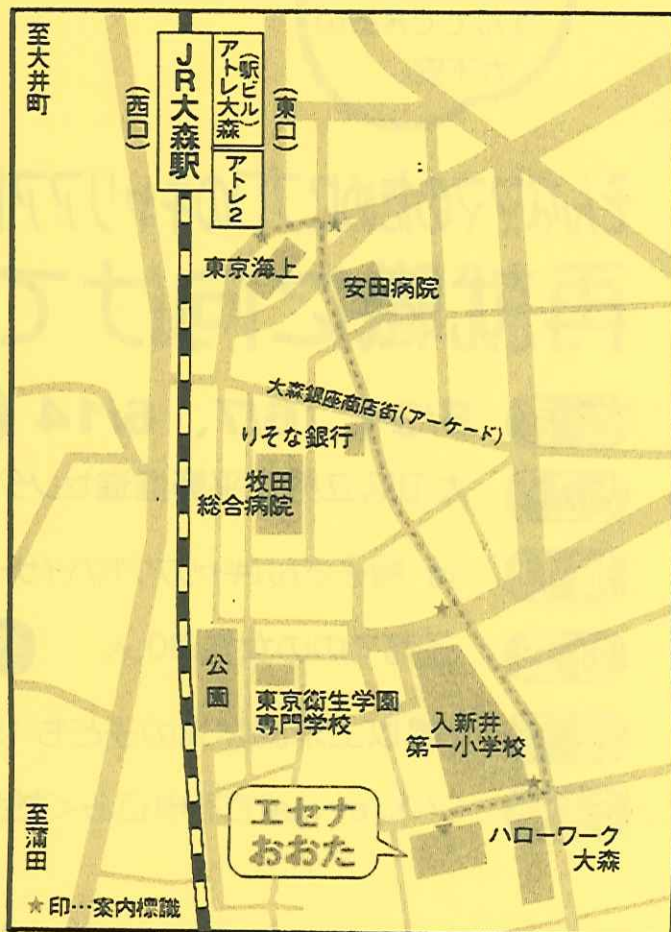 至大井町
(西口)
JR大森駅
(駅ビル)
アトレ大森
アトレ2
(東口)
東京海上
安田病院
大森銀座商店街(アーケード)
りそな銀行
牧田
総合病院
公園
東京衛生学園
専門学校
入新井
第一小学校
エセナ
おおた
ハローワーク
大森
至蒲田
★印…案内標識